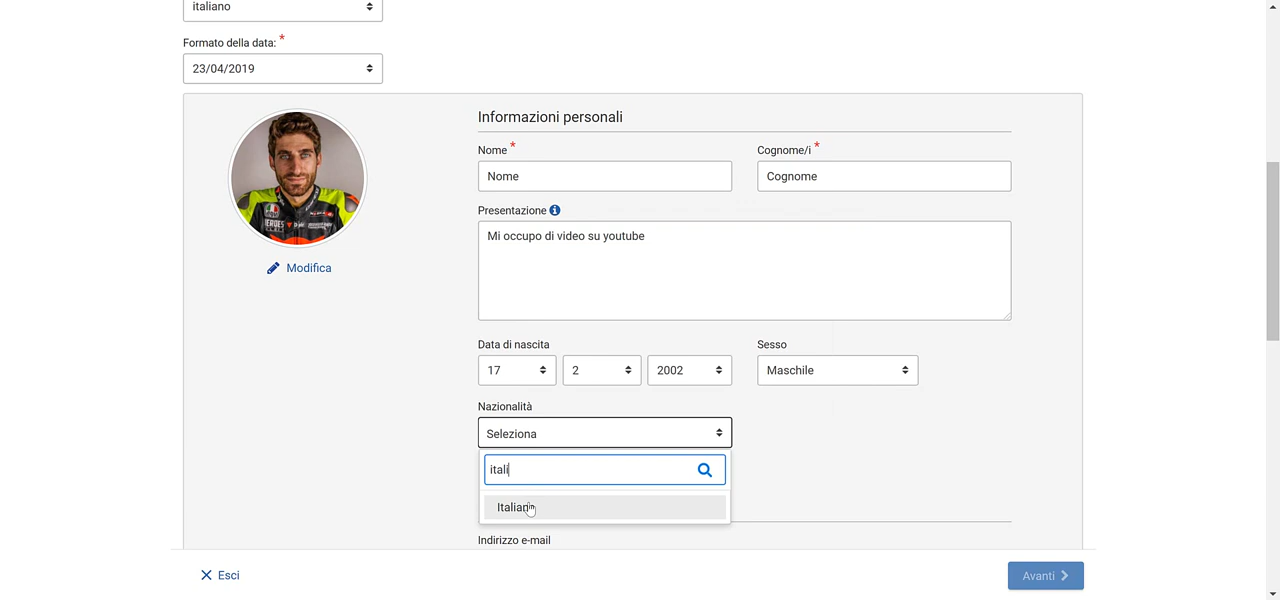 italiano
Formato della data: *
23/04/2019
Informazioni personali
Nome *
Cognome/i *
Nome
Cognome
Presentazione
Mi occupo di video su youtube
Modifica
Data di nascita
Sesso
17
2
2002
Maschile
Nazionalità
Seleziona
itali
Indirizzo e-mail
Esci
Avanti